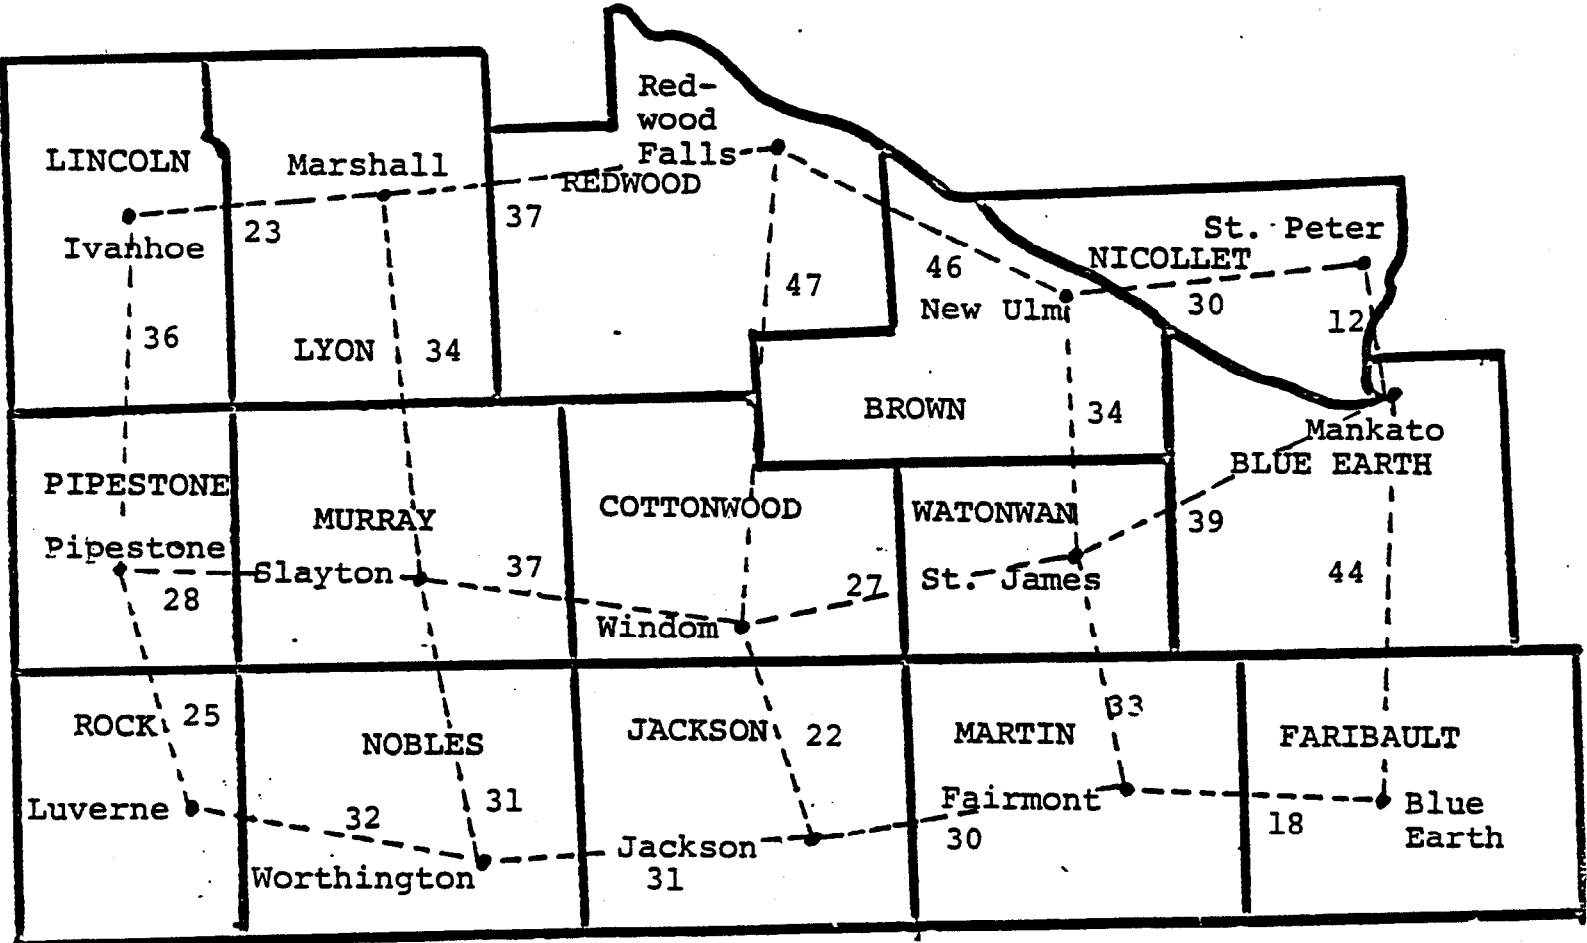 Red-
wood
Falls
LINCOLN
Marshall
REDWOOD
37
St. Peter
23
Ivanhoe
NICOLLET
46
47
New Ulm
30
12
36
LYON
34
BROWN
34
Mankato
BLUE EARTH
PIPESTONE
MURRAY
COTTONWOOD
WATONWAN
39
Pipestone
Slayton
37
27
St. James
44
28
Windom
ROCK
25
NOBLES
JACKSON
22
MARTIN
33
FARIBAULT
Luverne
32
31
Fairmont
Blue
Earth
18
Worthington
Jackson
31
30